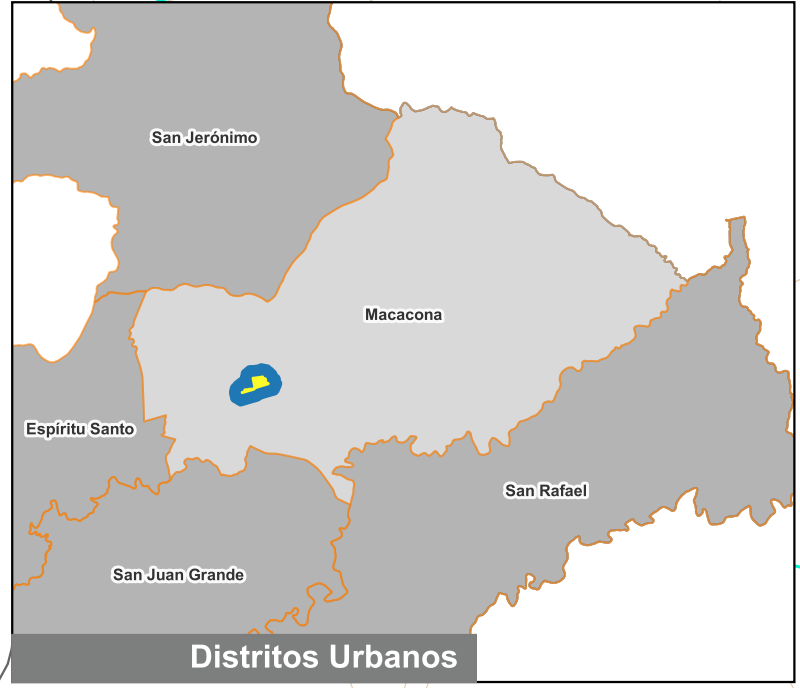 San Jerónimo
Macacona
Espíritu Santo
San Rafael
San Juan Grande
Distritos Urbanos